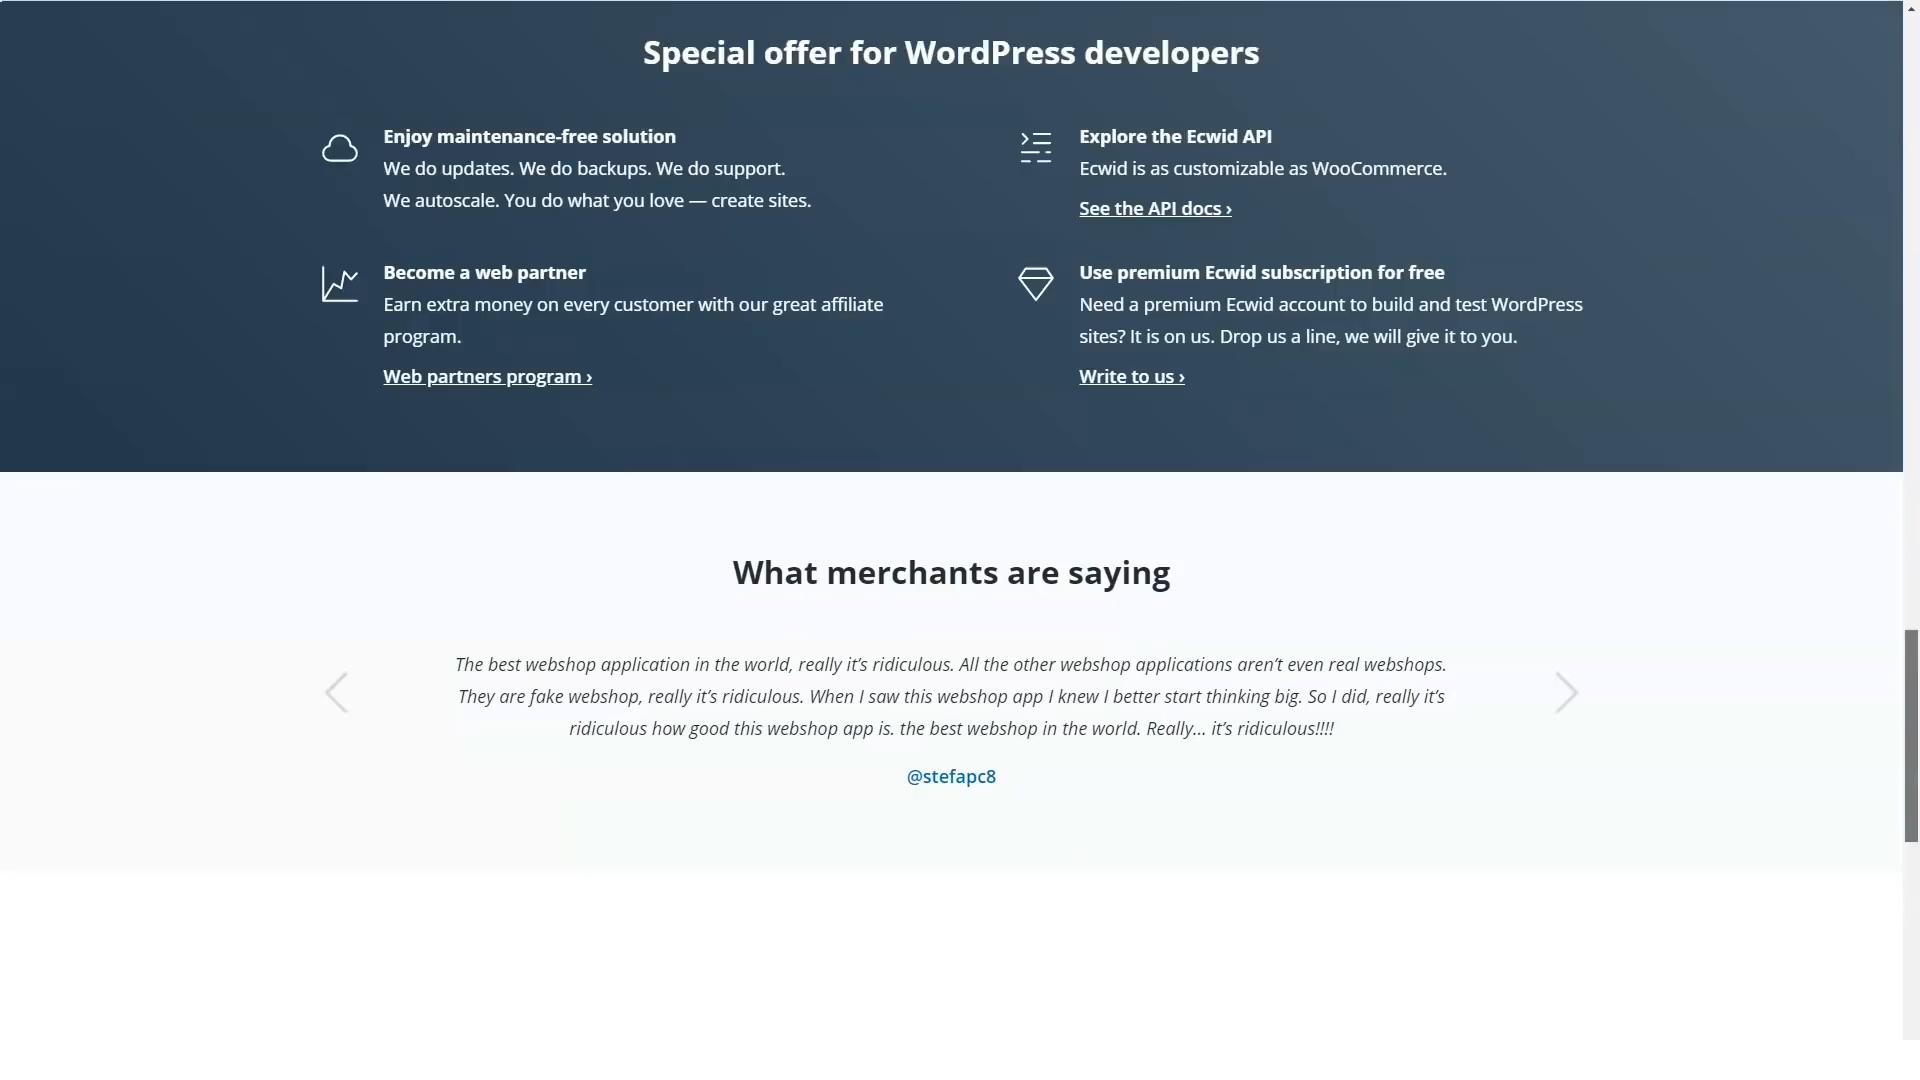 Special offer for WordPress developers
Enjoy maintenance-free solution
We do updates. We do backups. We do support.
We autoscale. You do what you love — create sites.
Explore the Ecwid API
Ecwid is as customizable as WooCommerce.
See the API docs ›
Become a web partner
Earn extra money on every customer with our great affiliate
program.
Web partners program ›
Use premium Ecwid subscription for free
Need a premium Ecwid account to build and test WordPress
sites? It is on us. Drop us a line, we will give it to you.
Write to us ›
What merchants are saying
The best webshop application in the world, really it’s ridiculous. All the other webshop applications aren’t even real webshops.
They are fake webshop, really it’s ridiculous. When I saw this webshop app I knew I better start thinking big. So I did, really it’s
ridiculous how good this webshop app is. the best webshop in the world. Really... it’s ridiculous!!!!
@stefapc8